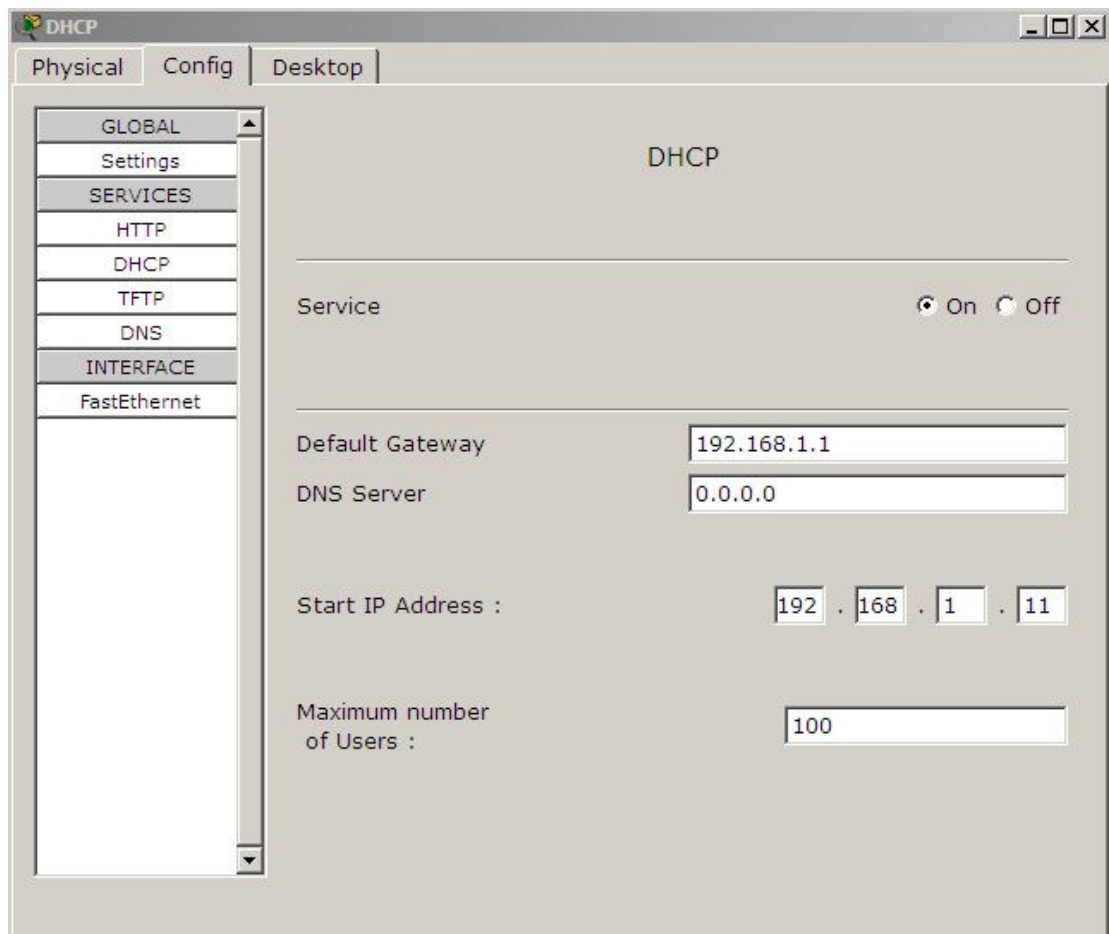 DHCP
Physical Config Desktop
GLOBAL
Settings
SERVICES
HTTP
DHCP
TFTP
DNS
INTERFACE
FastEthernet
DHCP
Service On Off
Default Gateway 192.168.1.1
DNS Server 0.0.0.0
Start IP Address : 192 . 168 . 1 . 11
Maximum number
of Users : 100